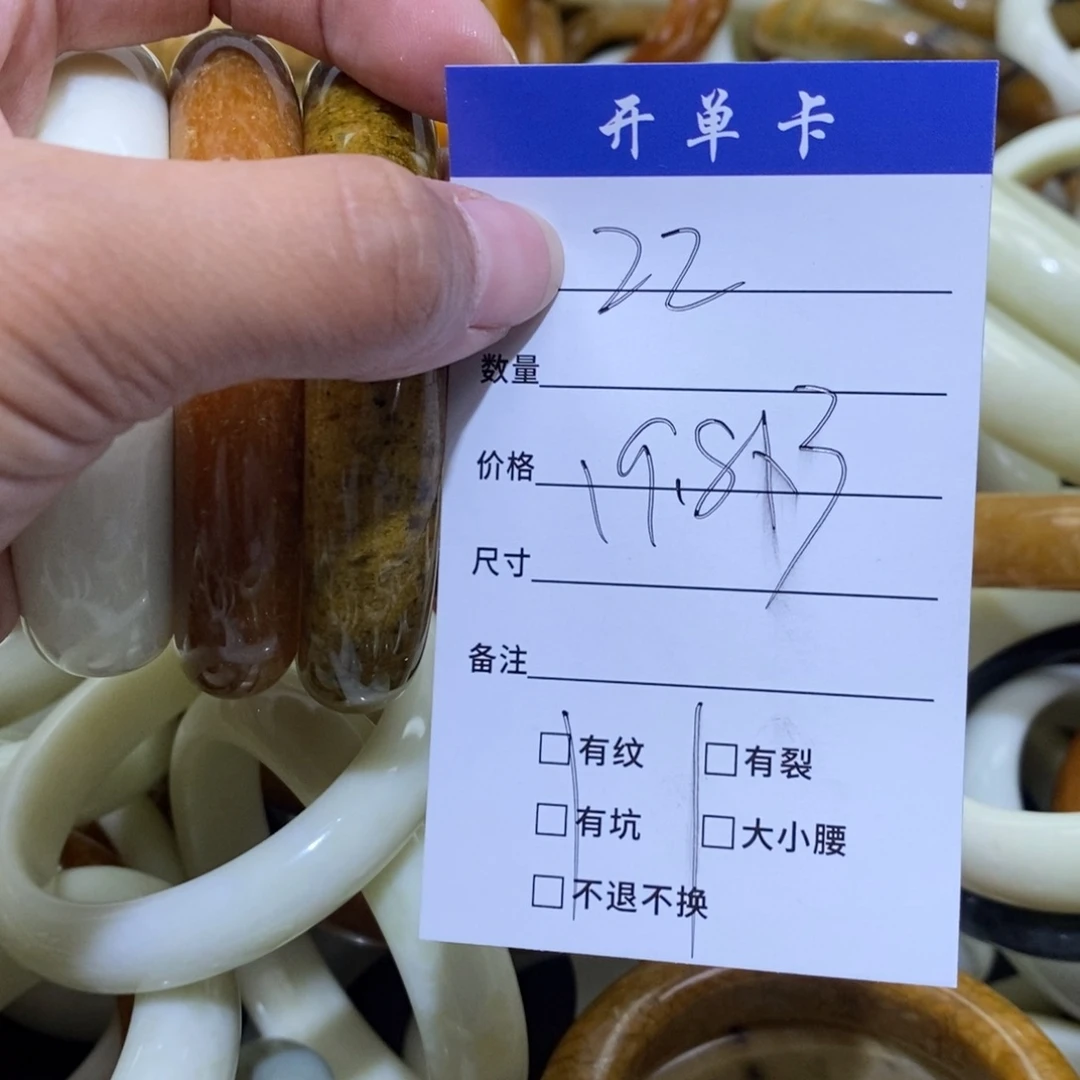 开单卡
22
数量
价格 19.8A3
尺寸
备注
□有纹 □有裂
□有坑 □大小腰
□不退不换